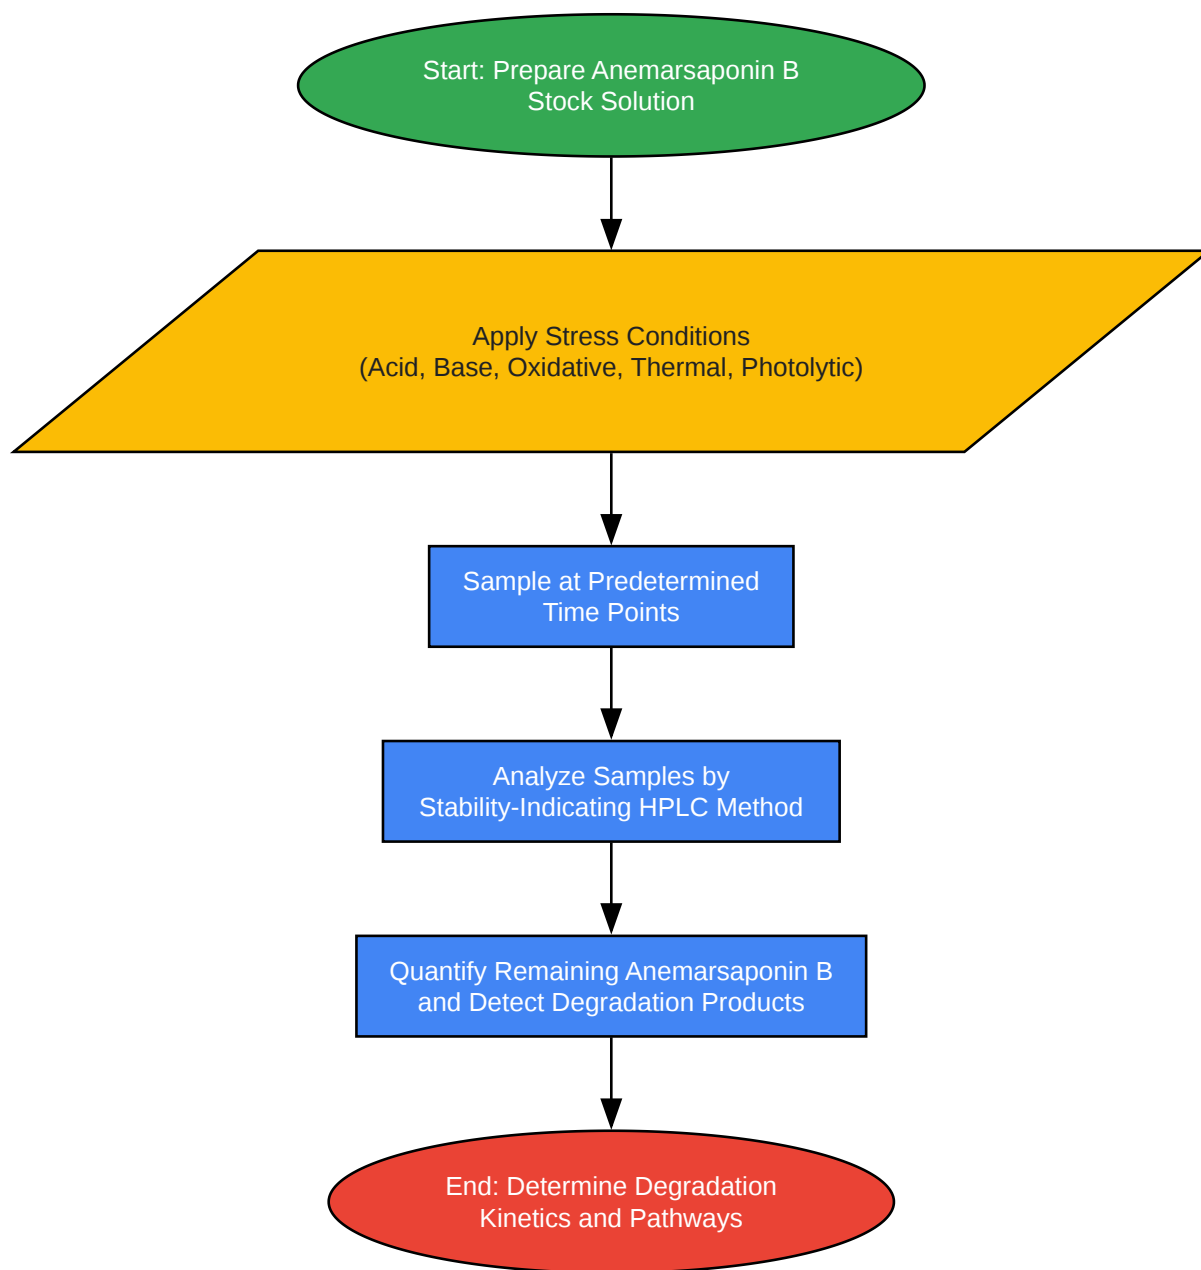 Start: Prepare Anemarsaponin B
Stock Solution
Apply Stress Conditions
(Acid, Base, Oxidative, Thermal, Photolytic)
Sample at Predetermined
Time Points
Analyze Samples by
Stability-Indicating HPLC Method
Quantify Remaining Anemarsaponin B
and Detect Degradation Products
End: Determine Degradation
Kinetics and Pathways